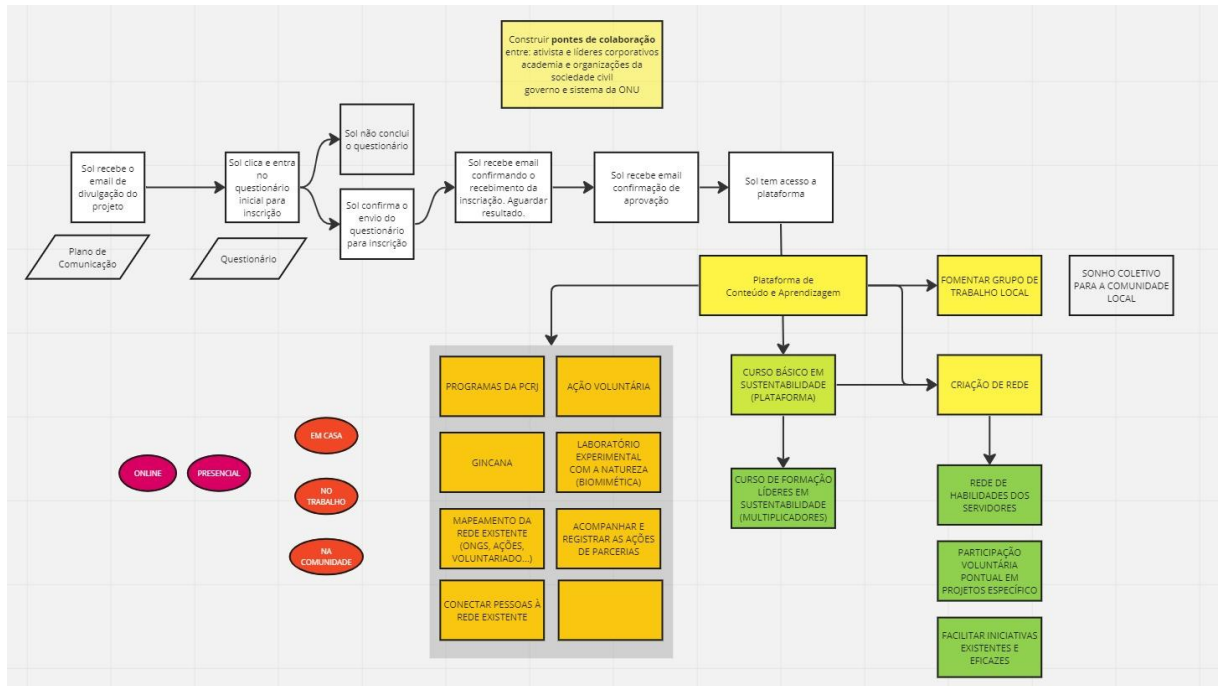 Construir pontes de colaboração
entre: ativista e líderes corporativos
academia e organizações da
sociedade civil
governo e sistema da ONU
Sol não conclui
o questionário
Sol recebe o
email de
divulgação do
projeto
Sol clica e entra
no
questionário
inicial para
inscrição
Sol confirma o
envio do
questionário
para inscrição
Sol recebe email
confirmando o
recebimento da
inscriação. Aguardar
resultado.
Sol recebe email
confirmação de
aprovação
Sol tem acesso a
plataforma
Plano de
Comunicação
Questionário
Plataforma de
Conteúdo e Aprendizagem
FOMENTAR GRUPO DE
TRABALHO LOCAL
SONHO COLETIVO
PARA A COMUNIDADE
LOCAL
PROGRAMAS DA PCRJ
AÇÃO VOLUNTÁRIA
CURSO BÁSICO EM
SUSTENTABILIDADE
(PLATAFORMA)
CRIAÇÃO DE REDE
EM CASA
ONLINE
PRESENCIAL
NO
TRABALHO
NA
COMUNIDADE
GINCANA
LABORATÓRIO
EXPERIMENTAL
COM A NATUREZA
(BIOMIMÉTICA)
CURSO DE FORMAÇÃO
LÍDERES EM
SUSTENTABILIDADE
(MULTIPLICADORES)
REDE DE
HABILIDADES DOS
SERVIDORES
MAPEAMENTO DA
REDE EXISTENTE
(ONGS, AÇÕES,
VOLUNTARIADO...)
ACOMPANHAR E
REGISTRAR AS AÇÕES
DE PARCERIAS
PARTICIPAÇÃO
VOLUNTÁRIA
PONTUAL EM
PROJETOS ESPECÍFICO
CONECTAR PESSOAS À
REDE EXISTENTE
FACILITAR INICIATIVAS
EXISTENTES E
EFICAZES